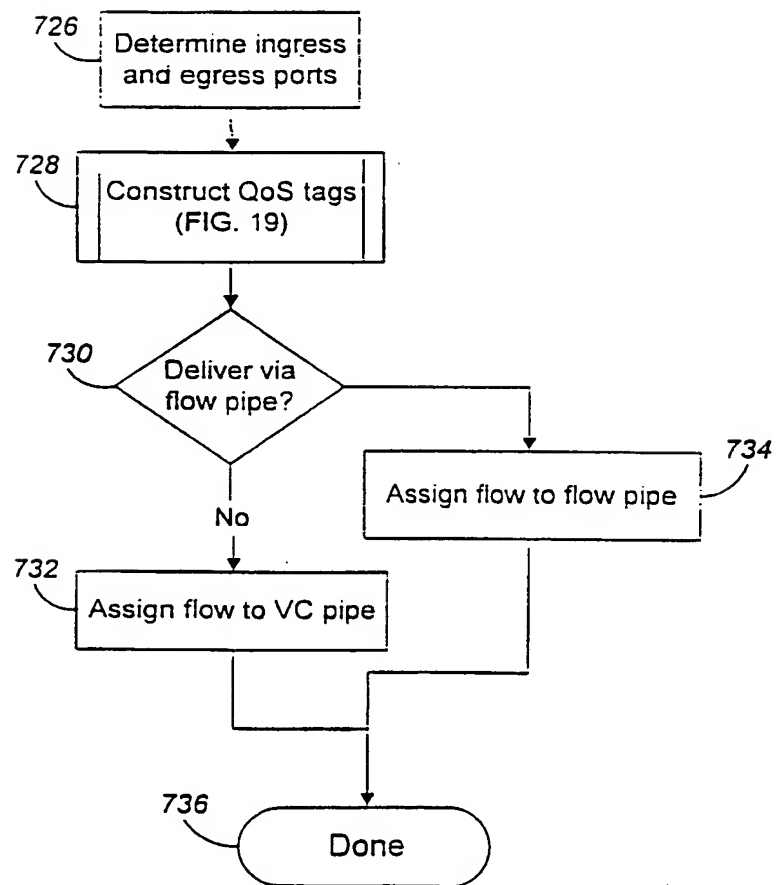 726
Determine ingress
and egress ports
728
Construct QoS tags
(FIG. 19)
730
Deliver via
flow pipe?
734
Assign flow to flow pipe
No
732
Assign flow to VC pipe
736
Done